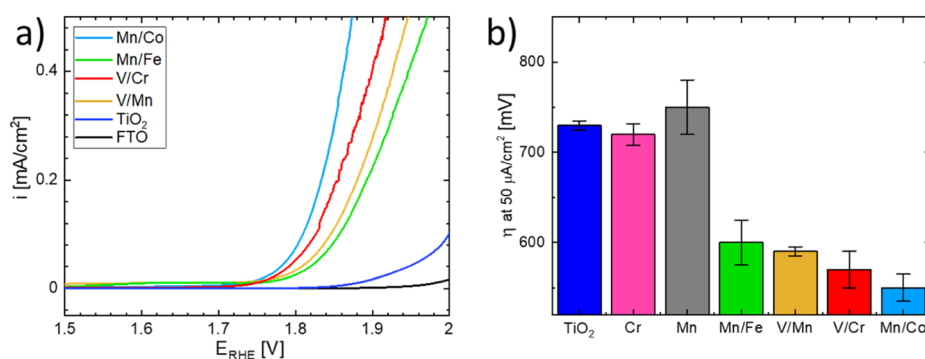 a)
Mn/Co
Mn/Fe
V/Cr
V/Mn
TiO₂
FTO
0.4
0.2
0
i [mA/cm²]
1.5 1.6 1.7 1.8 1.9 2
E_RHE [V]
b)
800
700
600
η at 50 μA/cm² [mV]
TiO₂ Cr Mn Mn/Fe V/Mn V/Cr Mn/Co